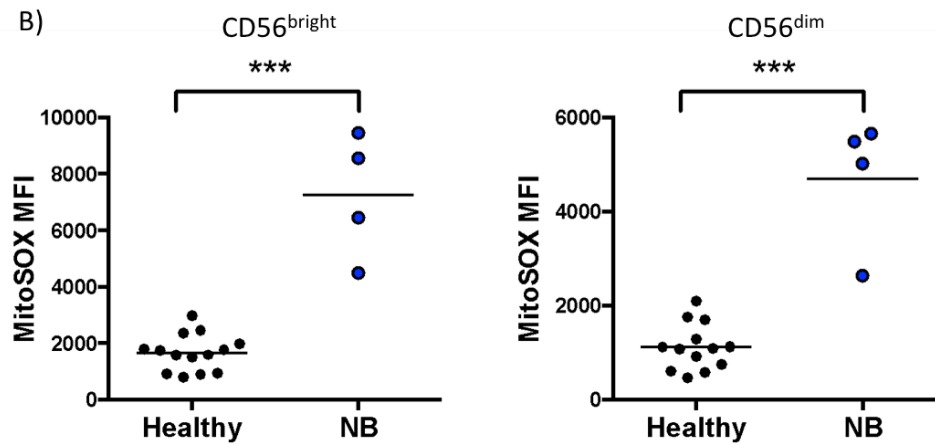 B)
CD56bright
***
10000
8000
6000
4000
2000
0
MitoSOX MFI
Healthy NB
CD56dim
***
6000
4000
2000
0
MitoSOX MFI
Healthy NB